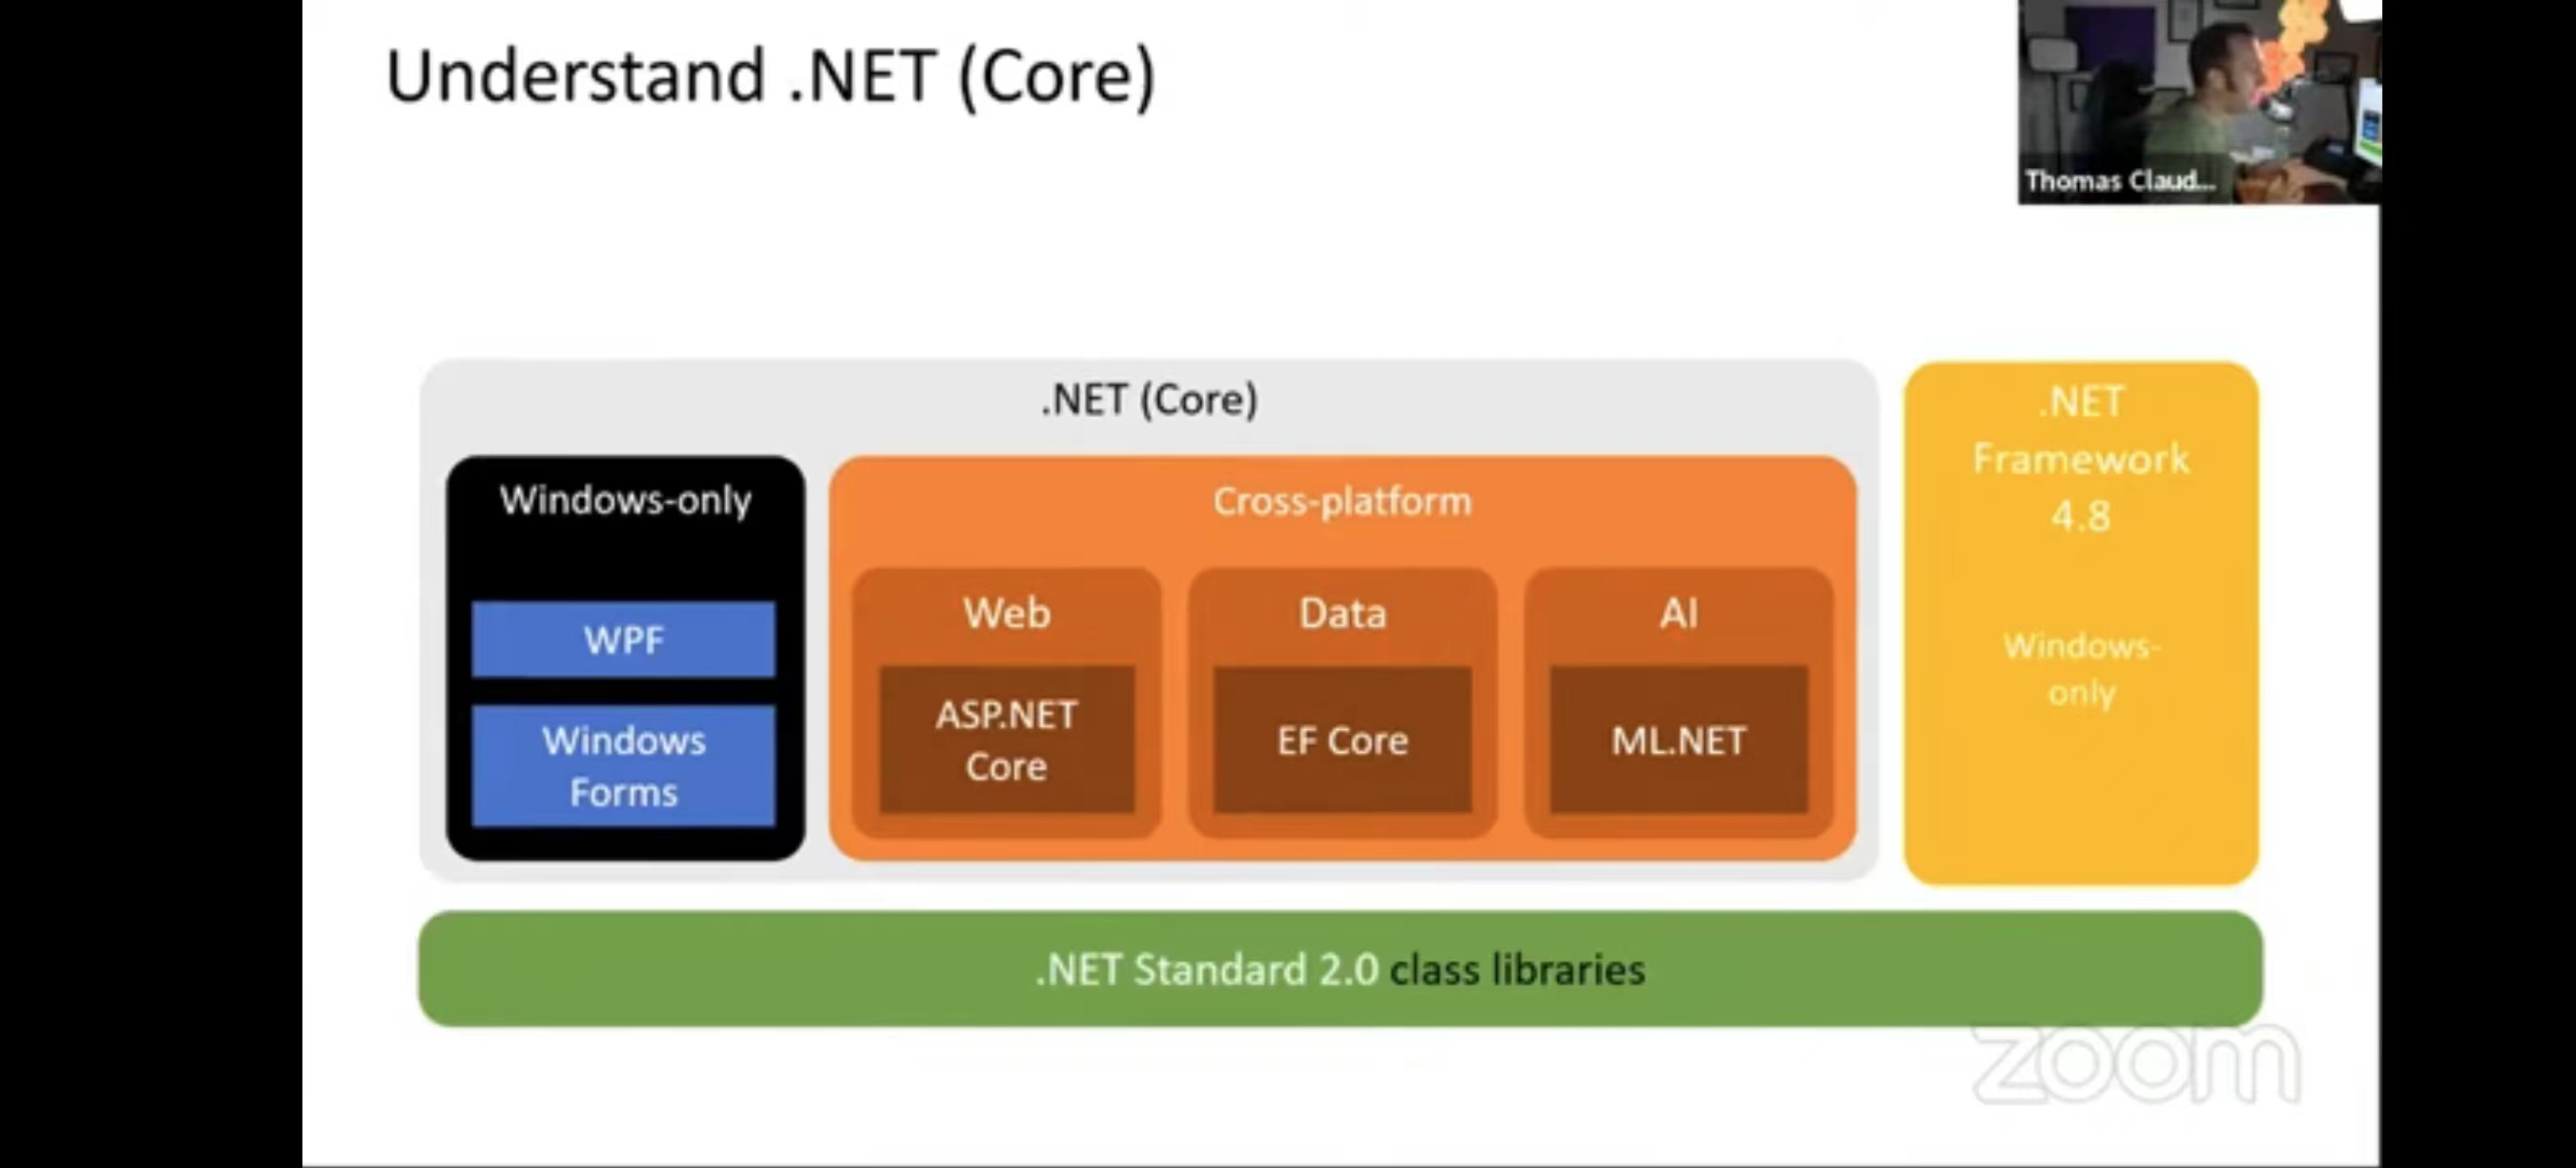 Understand .NET (Core)
Thomas Claud...
.NET (Core)
Windows-only
WPF
Windows
Forms
Cross-platform
Web
ASP.NET
Core
Data
EF Core
AI
ML.NET
.NET
Framework
4.8
Windows-
only
.NET Standard 2.0 class libraries
zoom